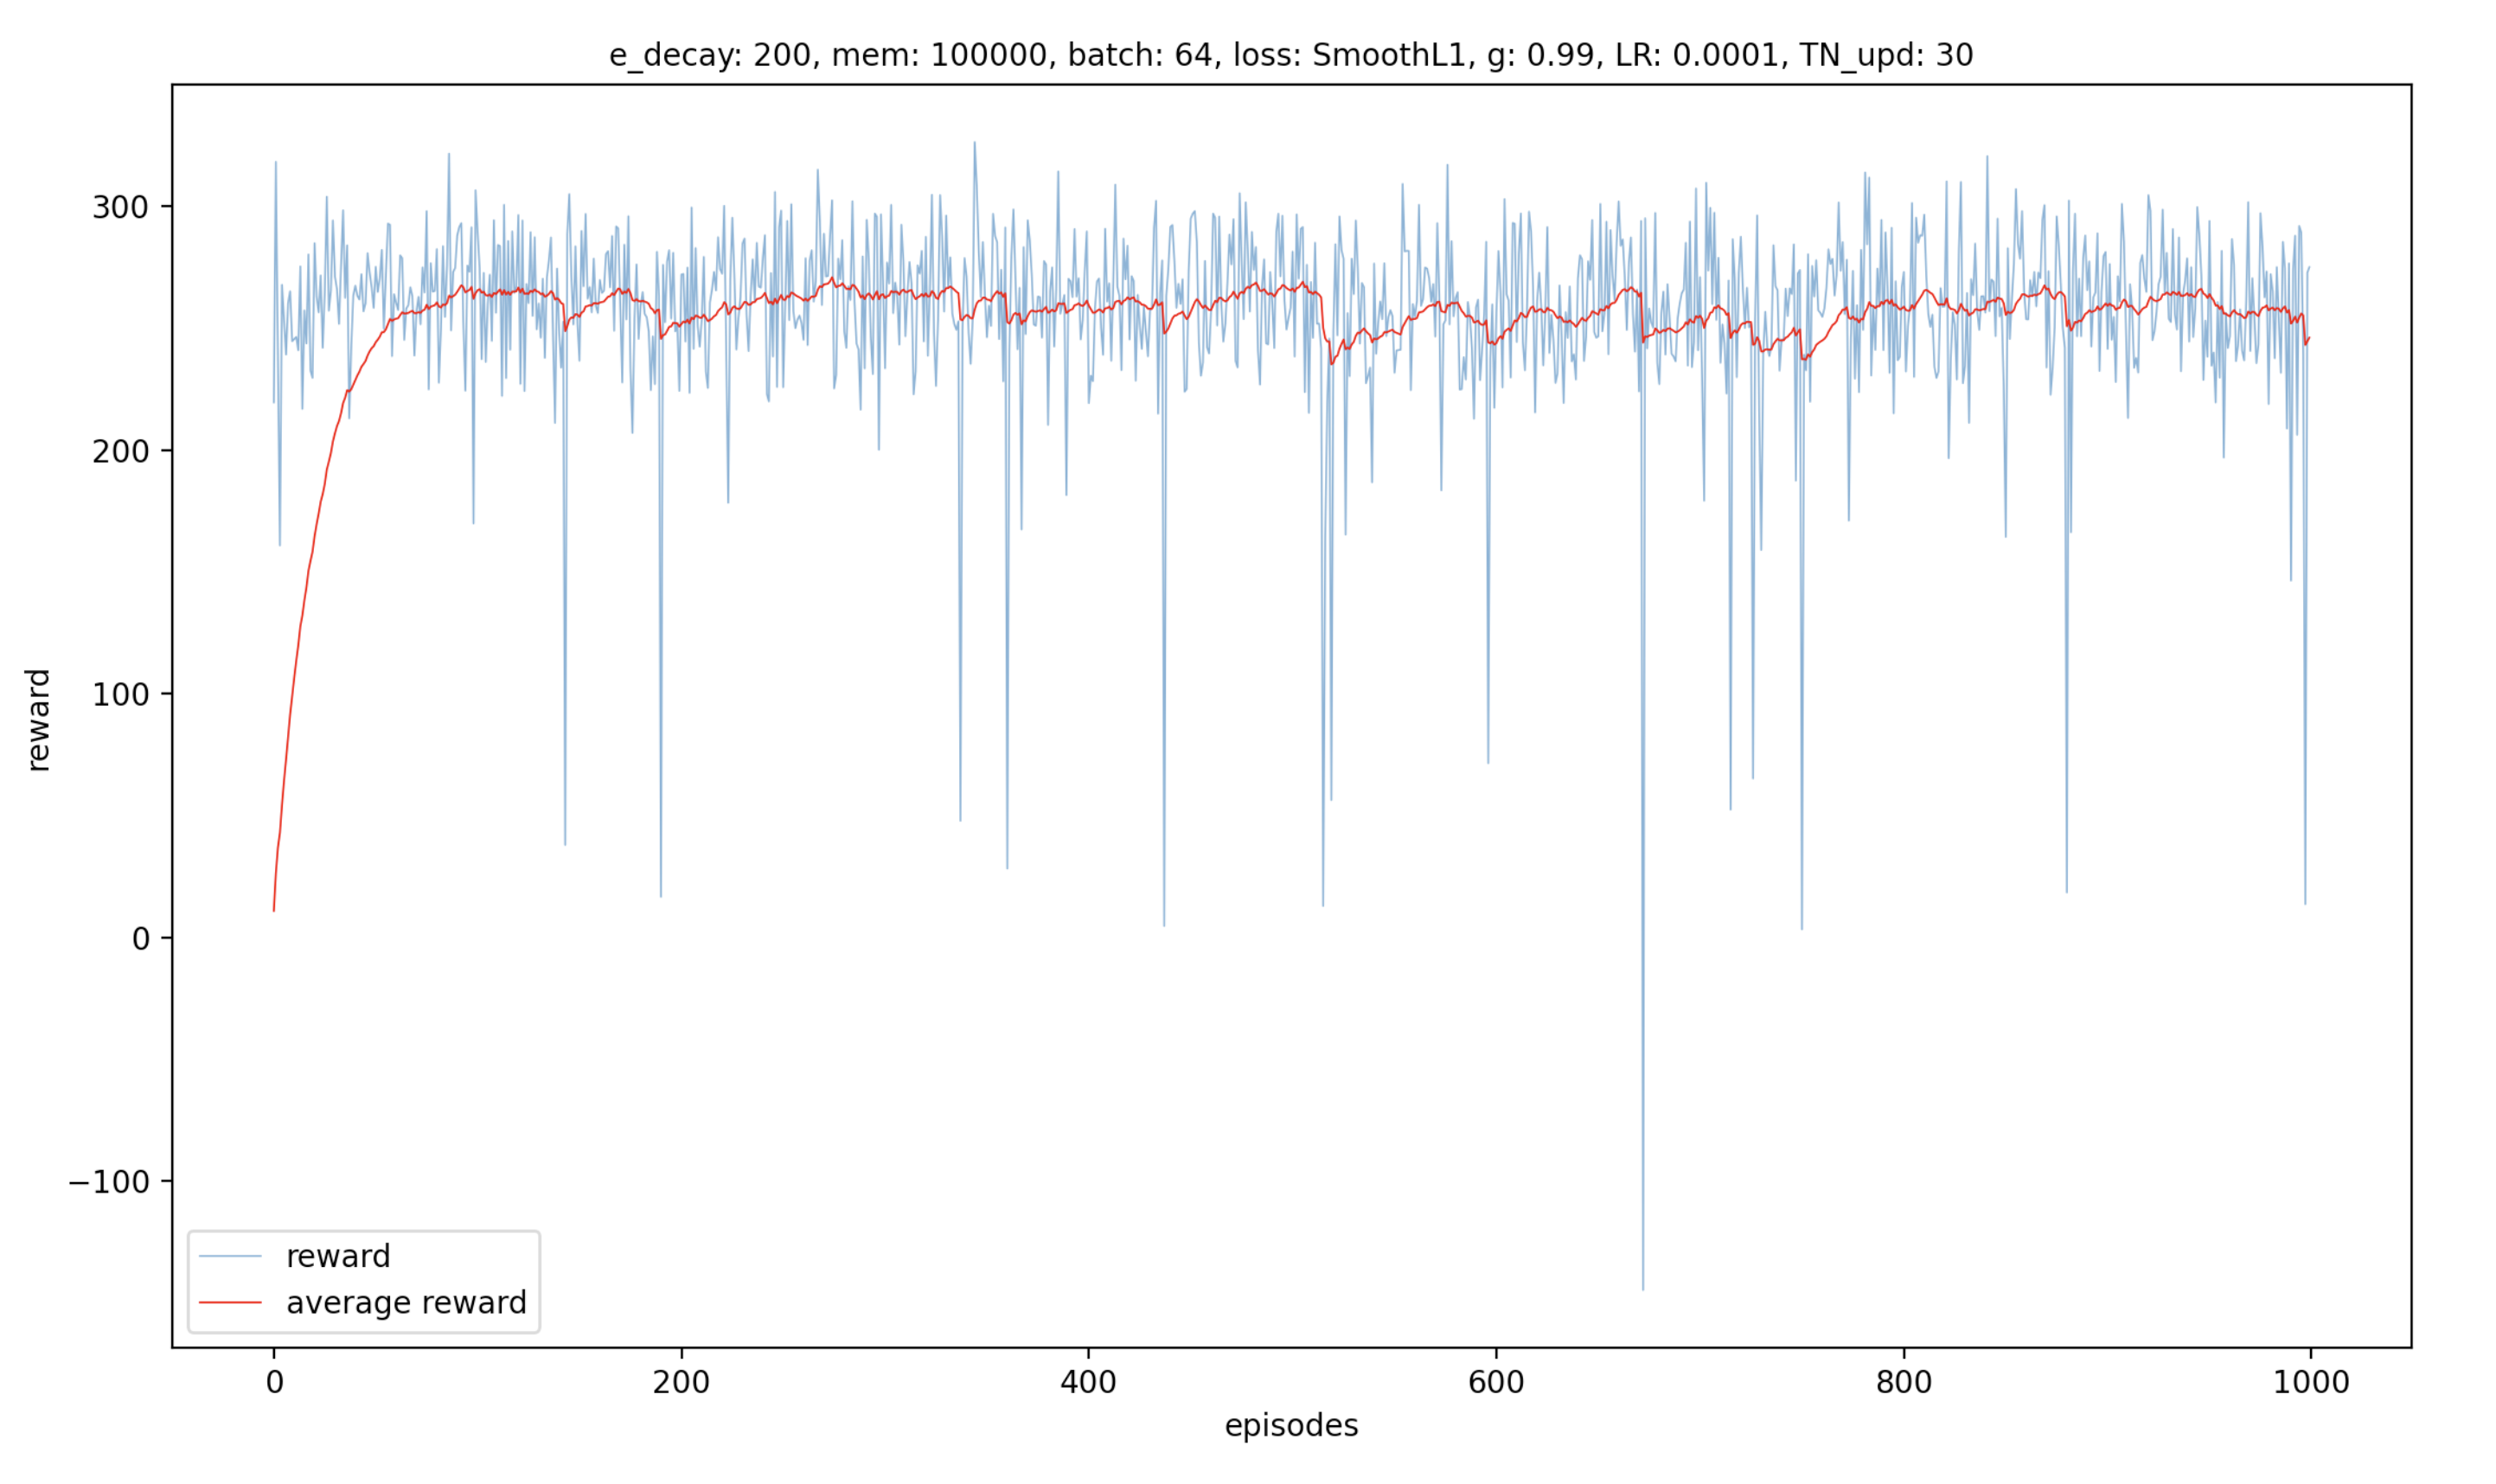 e_decay: 200, mem: 100000, batch: 64, loss: SmoothL1, g: 0.99, LR: 0.0001, TN_upd: 30
300
200
100
0
−100
reward
reward
average reward
0
200
400
600
800
1000
episodes